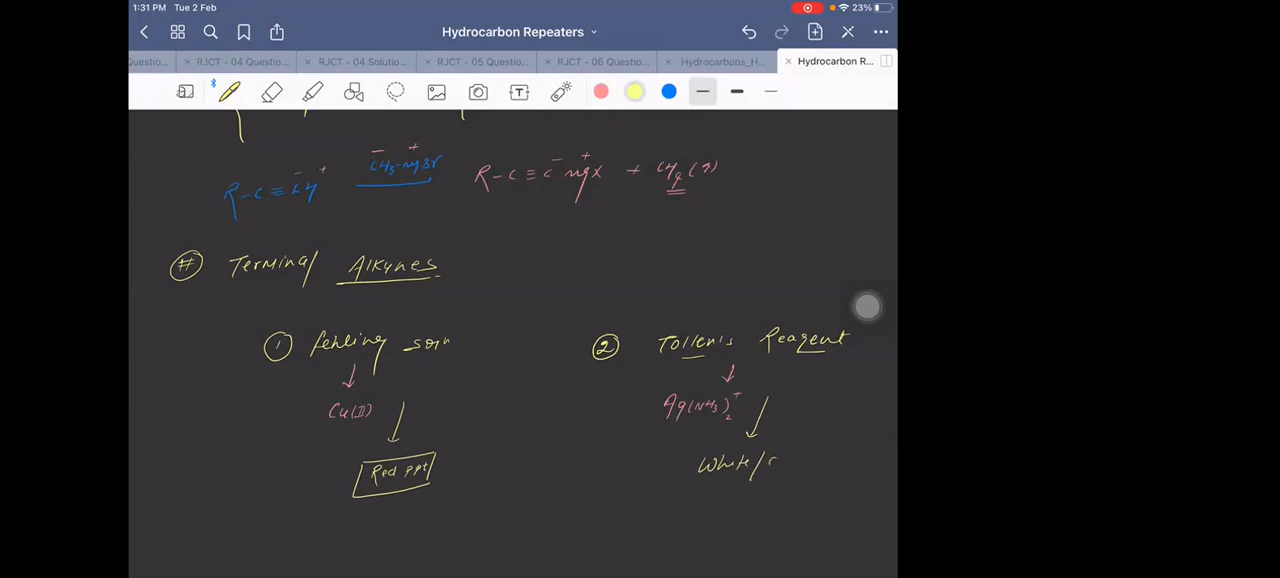 1:31 PM Tue 2 Feb
23%
Hydrocarbon Repeaters
Questio...
RJCT - 04 Questio...
RJCT - 04 Solutio...
RJCT - 05 Questio...
RJCT - 06 Questio...
Hydrocarbons_H...
Hydrocarbon R...
T
R-C≡CH CH3-MgBr R-C≡C MgX + CH4(↑)
- + - + - +
# Terminal Alkynes
1 fehling soln
2 Tollen's Reagent
Cu(II)
Ag(NH3)2+
Red ppt
White/